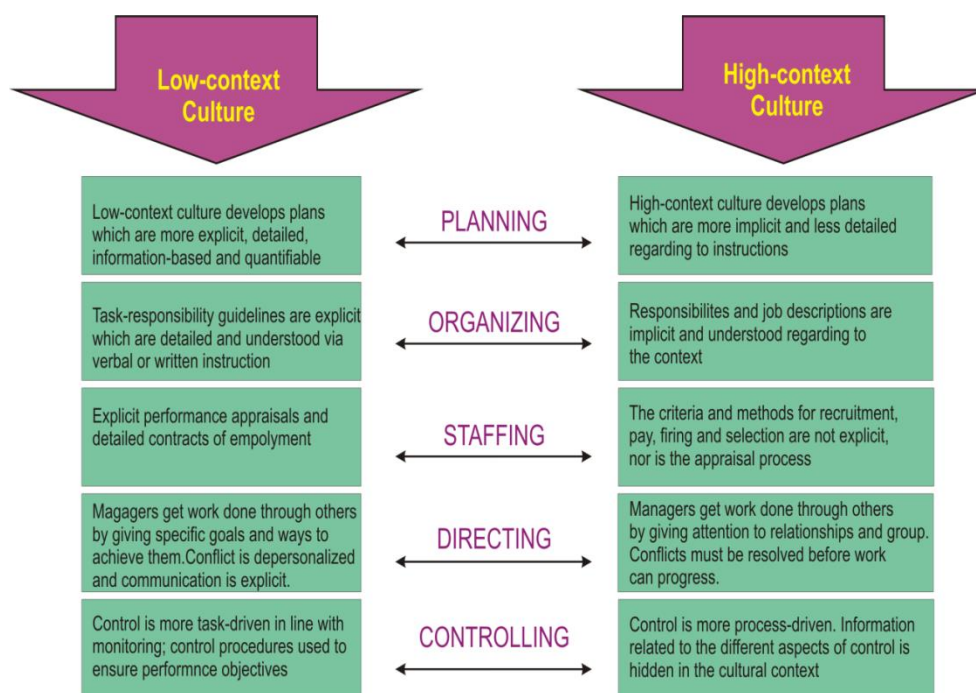 Low-context
Culture
High-context
Culture
Low-context culture develops plans
which are more explicit, detailed,
information-based and quantifiable
PLANNING
High-context culture develops plans
which are more implicit and less detailed
regarding to instructions
Task-responsibility guidelines are explicit
which are detailed and understood via
verbal or written instruction
ORGANIZING
Responsibilites and job descriptions are
implicit and understood regarding to
the context
Explicit performance appraisals and
detailed contracts of empolyment
STAFFING
The criteria and methods for recruitment,
pay, firing and selection are not explicit,
nor is the appraisal process
Magagers get work done through others
by giving specific goals and ways to
achieve them.Conflict is depersonalized
and communication is explicit.
DIRECTING
Managers get work done through others
by giving attention to relationships and group.
Conflicts must be resolved before work
can progress.
Control is more task-driven in line with
monitoring; control procedures used to
ensure performnce objectives
CONTROLLING
Control is more process-driven. Information
related to the different aspects of control is
hidden in the cultural context